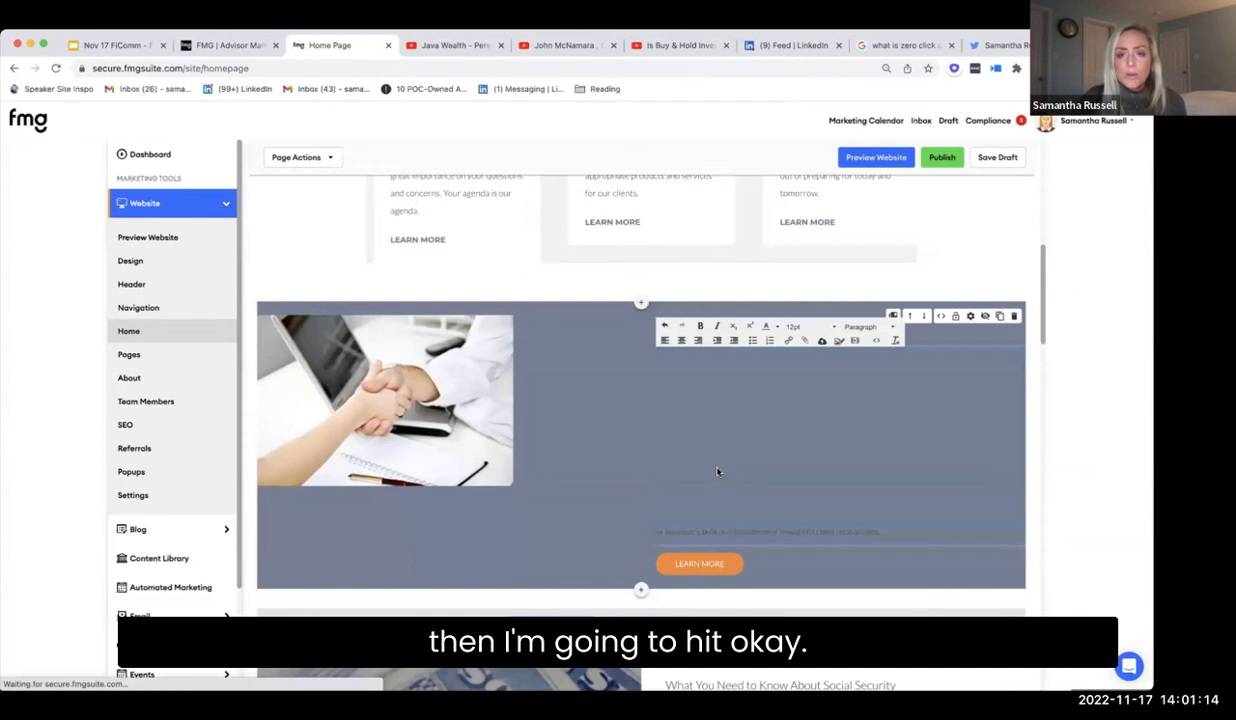 Nov 17 FiComm - F
FMG | Advisor Mar
Home Page
Java Wealth - Pers
John McNamara , C
Is Buy & Hold Inve
(9) Feed | LinkedIn
what is zero click c
Samantha Ru
secure.fmgsuite.com/site/homepage
Speaker Site Inspo
Inbox (26) - sama...
(99+) LinkedIn
Inbox (43) - sama...
10 POC-Owned A...
(1) Messaging | Li...
Reading
Samantha Russell
fmg
Marketing Calendar
Inbox
Draft
Compliance
Samantha Russell
Dashboard
MARKETING TOOLS
Website
Preview Website
Design
Header
Navigation
Home
Pages
About
Team Members
SEO
Referrals
Popups
Settings
Blog
Content Library
Automated Marketing
Email
Events
Page Actions
Preview Website
Publish
Save Draft
great importance on your questions
and concerns. Your agenda is our
agenda.
LEARN MORE
appropriate products and services
for our clients.
LEARN MORE
out of preparing for today and
tomorrow.
LEARN MORE
12pt
Paragraph
LEARN MORE
then I'm going to hit okay.
What You Need to Know About Social Security
Waiting for secure.fmgsuite.com...
2022-11-17 14:01:14